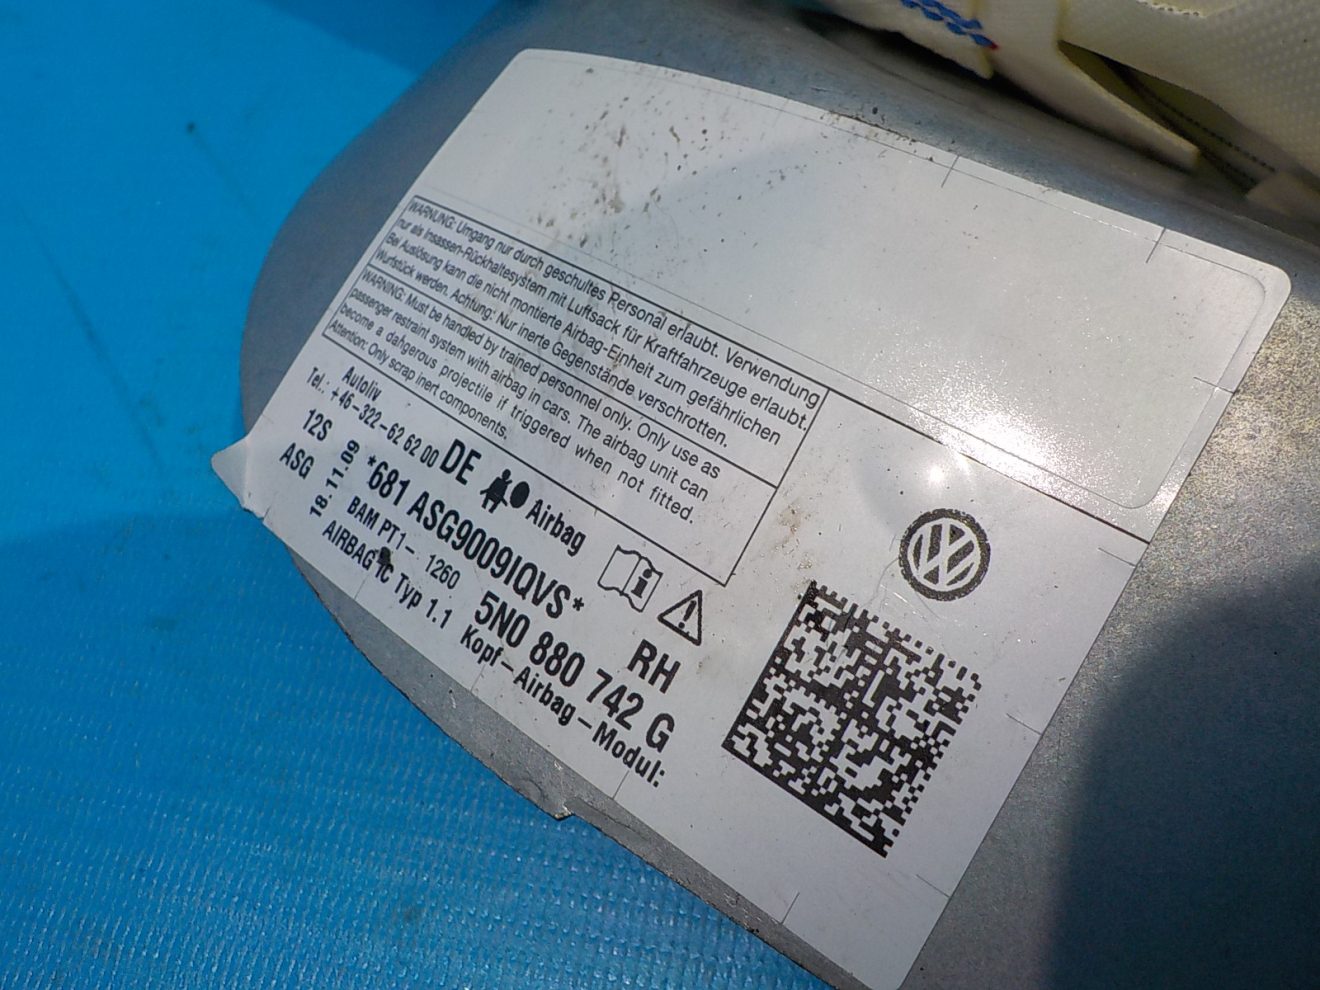 WARNUNG: Umgang nur durch geschultes Personal erlaubt. Verwendung
nur als Insassen-Rückhaltesystem mit Luftsack für Kraftfahrzeuge erlaubt.
Bei Auslösung kann die nicht montierte Airbag-Einheit zum gefährlichen
Wurfstück werden. Achtung: Nur inerte Gegenstände verschrotten.
WARNING: Must be handled by trained personnel only. Only use as
passenger restraint system with airbag in cars. The airbag unit can
become a dangerous projectile if triggered when not fitted.
Attention: Only scrap inert components.
Autoliv
Tel.: +46-322-62 62 00
DE
Airbag
12S
*681 ASG9009IQVS*
RH
ASG
18.11.09
BAM PT1- 1260
5N0 880 742 G
AIRBAG IC Typ 1.1
Kopf-Airbag-Modul: